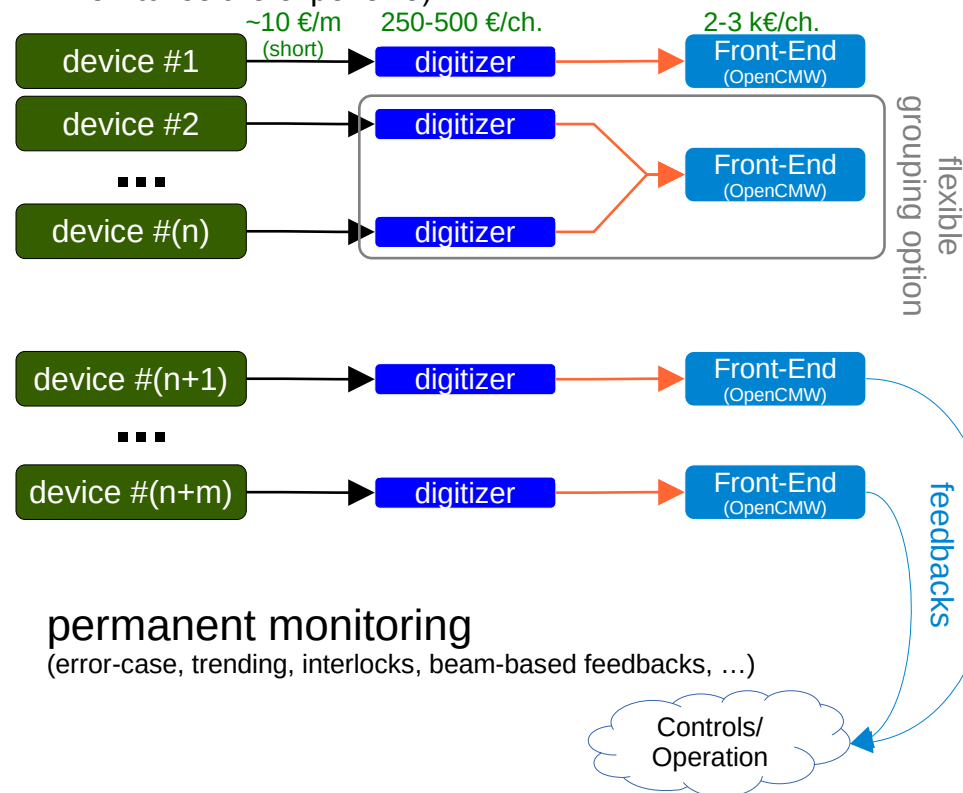 ~10 €/m 250-500 €/ch. 2-3 k€/ch.
(short)
device #1 digitizer Front-End
(OpenCMW)
device #2 digitizer
Front-End
(OpenCMW)
...
device #(n) digitizer
flexible
grouping option
device #(n+1) digitizer Front-End
(OpenCMW)
...
device #(n+m) digitizer Front-End
(OpenCMW)
feedbacks
permanent monitoring
(error-case, trending, interlocks, beam-based feedbacks, …)
Controls/
Operation